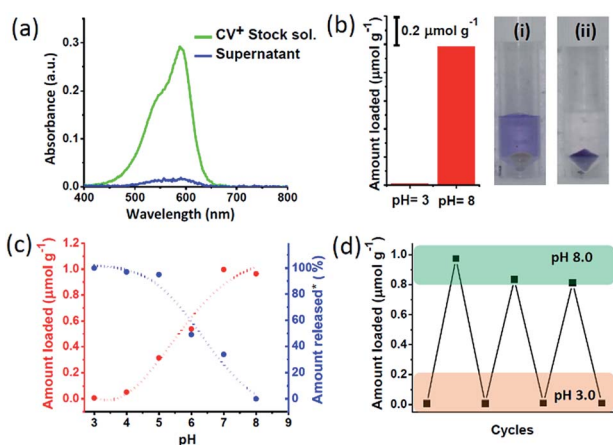 (a)
CV⁺ Stock sol.
Supernatant
Absorbance (a.u.)
0.3
0.2
0.1
0.0
400 500 600 700 800
Wavelength (nm)
(b)
0.2 µmol g⁻¹
Amount loaded (µmol g⁻¹)
pH= 3 pH= 8
(i)
(ii)
(c)
Amount loaded (µmol g⁻¹)
1.2
1.0
0.8
0.6
0.4
0.2
0.0
3 4 5 6 7 8 9
pH
100%
80
60
40
20
0
Amount released* (%)
(d)
Amount loaded (µmol g⁻¹)
1.0
0.8
0.6
0.4
0.2
0.0
pH 8.0
pH 3.0
Cycles